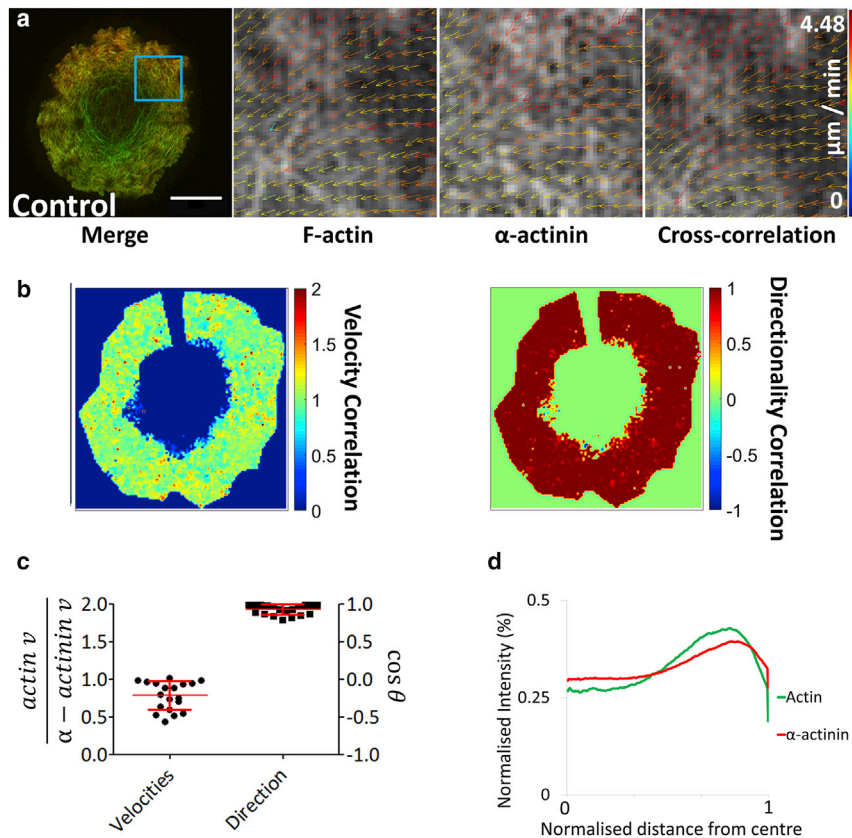 a
Control
4.48
μm / min
0
Merge
F-actin
α-actinin
Cross-correlation
b
2
1.5
1
0.5
0
Velocity Correlation
1
0.5
0
-0.5
-1
Directionality Correlation
c
actin v
α − actinin v
2.0
1.5
1.0
0.5
0.0
1.0
0.5
-0.0
-0.5
-1.0
cos θ
Velocities
Direction
d
Normalised Intensity (%)
0.5
0.25
0
0
1
Normalised distance from centre
Actin
α-actinin